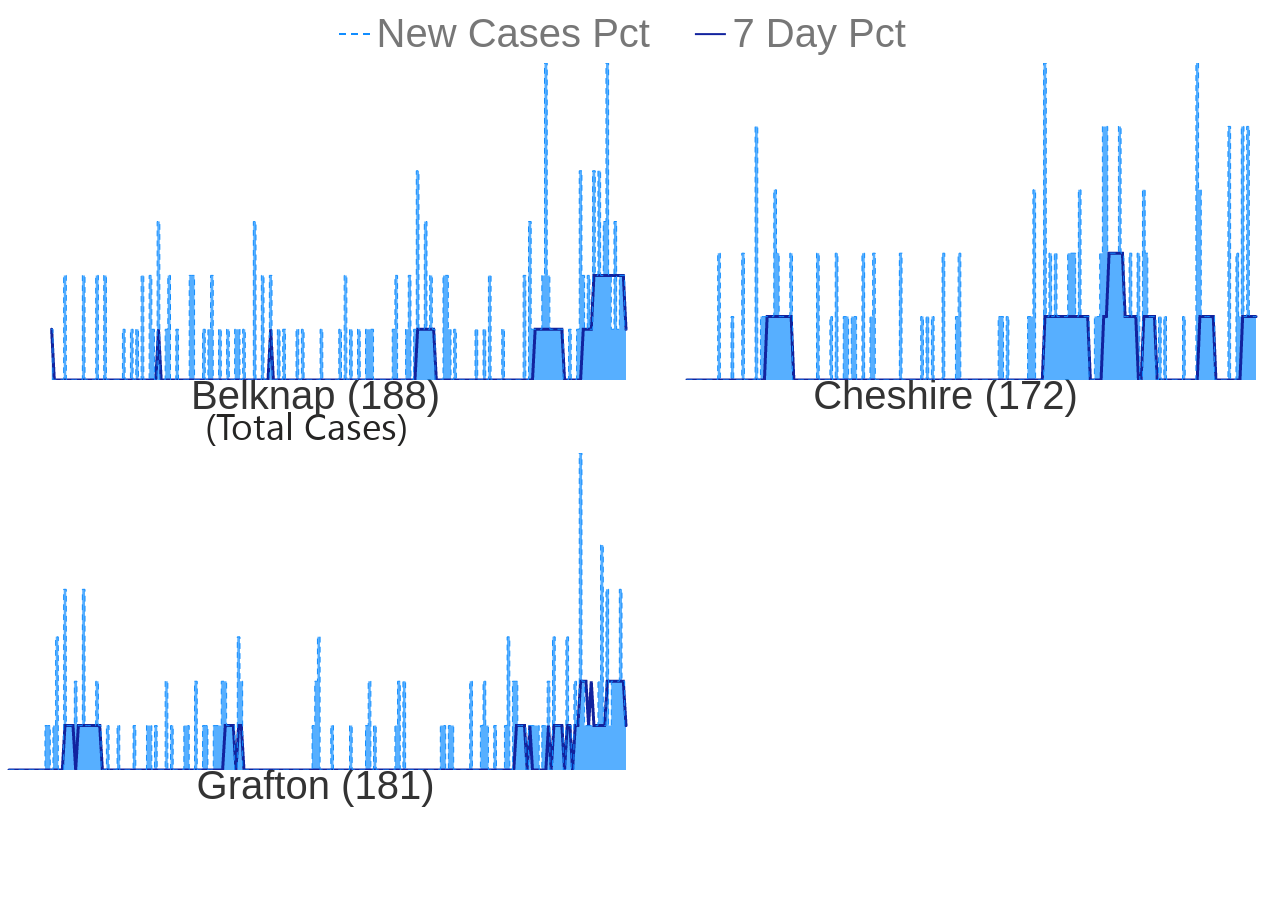 New Cases Pct 7 Day Pct
Belknap (188) Cheshire (172)
(Total Cases)
Grafton (181)